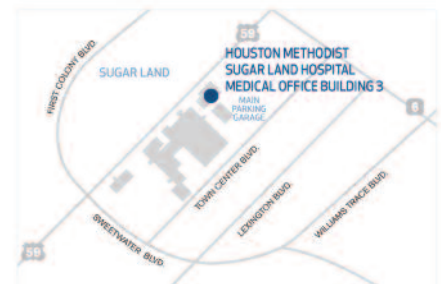 59
HOUSTON METHODIST
SUGAR LAND HOSPITAL
MEDICAL OFFICE BUILDING 3
FIRST COLONY BLVD.
SUGAR LAND
MAIN
PARKING
GARAGE
6
TOWN CENTER BLVD.
LEXINGTON BLVD.
WILLIAMS TRACE BLVD.
SWEETWATER BLVD.
59